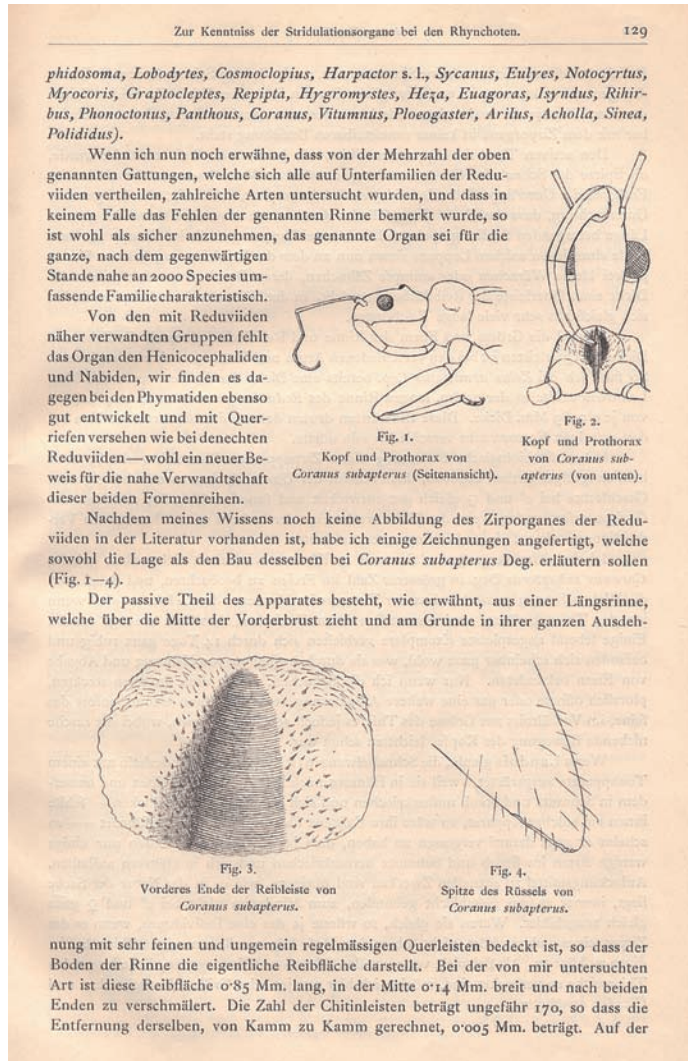 Zur Kenntniss der Stridulationsorgane bei den Rhynchoten. 129
phidosoma, Lobodytes, Cosmoclopius, Harpactor s. l., Sycanus, Eulyes, Notocyrtus,
Myocoris, Graptocleptes, Repipta, Hygromystes, Heza, Euagoras, Isyndus, Rihir-
bus, Phonoctonus, Panthous, Coranus, Vitumnus, Ploeogaster, Arilus, Acholla, Sinea,
Polididus).
Wenn ich nun noch erwähne, dass von der Mehrzahl der oben
genannten Gattungen, welche sich alle auf Unterfamilien der Redu-
viiden vertheilen, zahlreiche Arten untersucht wurden, und dass in
keinem Falle das Fehlen der genannten Rinne bemerkt wurde, so
ist wohl als sicher anzunehmen, das genannte Organ sei für die
ganze, nach dem gegenwärtigen
Stande nahe an 2000 Species um-
fassende Familie charakteristisch.
Von den mit Reduviiden
näher verwandten Gruppen fehlt
das Organ den Henicocephaliden
und Nabiden, wir finden es da-
gegen bei den Phymatiden ebenso
gut entwickelt und mit Quer-
riefen versehen wie bei den echten
Reduviiden — wohl ein neuer Be-
weis für die nahe Verwandtschaft
dieser beiden Formenreihen.
Fig. 1.
Kopf und Prothorax von
Coranus subapterus (Seitenansicht).
Fig. 2.
Kopf und Prothorax
von Coranus sub-
apterus (von unten).
Nachdem meines Wissens noch keine Abbildung des Zirporganes der Redu-
viiden in der Literatur vorhanden ist, habe ich einige Zeichnungen angefertigt, welche
sowohl die Lage als den Bau desselben bei Coranus subapterus Deg. erläutern sollen
(Fig. 1—4).
Der passive Theil des Apparates besteht, wie erwähnt, aus einer Längsrinne,
welche über die Mitte der Vorderbrust zieht und am Grunde in ihrer ganzen Ausdeh-
Fig. 3.
Vorderes Ende der Reibleiste von
Coranus subapterus.
Fig. 4.
Spitze des Rüssels von
Coranus subapterus.
nung mit sehr feinen und ungemein regelmässigen Querleisten bedeckt ist, so dass der
Boden der Rinne die eigentliche Reibfläche darstellt. Bei der von mir untersuchten
Art ist diese Reibfläche 0·85 Mm. lang, in der Mitte 0·14 Mm. breit und nach beiden
Enden zu verschmälert. Die Zahl der Chitinleisten beträgt ungefähr 170, so dass die
Entfernung derselben, von Kamm zu Kamm gerechnet, 0·005 Mm. beträgt. Auf der